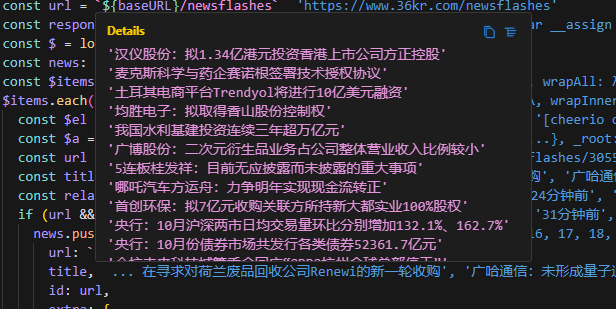 const url = `${baseURL}/newsflashes` 'https://www.36kr.com/newsflashes'
const respon
ar __assign
const $ = lo
const news:
const $items
, wrapAll:
$items.each(
A, wrapInner
const $el
'[cheerio
const $a =
...}, _root:
const url
flashes/3055
const titl
购', '广哈通
const rela
24分钟前',
if (url &&
'31分钟前',
news.pus
16, 17, 18,
url: `
title, ... 在寻求对荷兰废品回收公司Renewi的新一轮收购', '广哈通信：未形成量子
id: url,
extra: {
Details
'汉仪股份：拟1.34亿港元投资香港上市公司方正控股'
'麦克斯科学与药企赛诺根签署技术授权协议'
'土耳其电商平台Trendyol将进行10亿美元融资'
'均胜电子：拟取得香山股份控制权'
'我国水利基建投资连续三年超万亿元'
'广博股份：二次元衍生品业务占公司整体营业收入比例较小'
'5连板桂发祥：目前无应披露而未披露的重大事项'
'哪吒汽车方运舟：力争明年实现现金流转正'
'首创环保：拟7亿元收购关联方所持新大都实业100%股权'
'央行：10月沪深两市日均交易量环比分别增加132.1%、162.7%'
'央行：10月份债券市场共发行各类债券52361.7亿元'